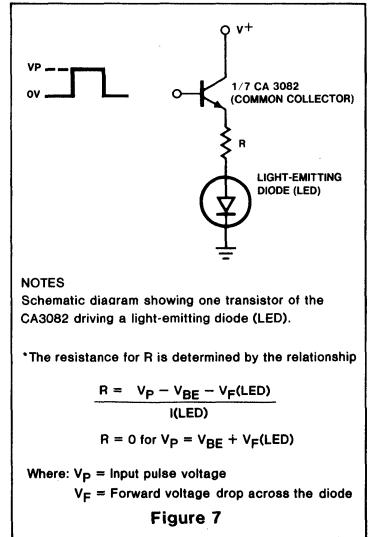 V+
VP
0V
1/7 CA 3082
(COMMON COLLECTOR)
R
LIGHT-EMITTING
DIODE (LED)
NOTES
Schematic diagram showing one transistor of the
CA3082 driving a light-emitting diode (LED).
*The resistance for R is determined by the relationship
R = VP − VBE − VF(LED)
I(LED)
R = 0 for VP = VBE + VF(LED)
Where: VP = Input pulse voltage
VF = Forward voltage drop across the diode
Figure 7